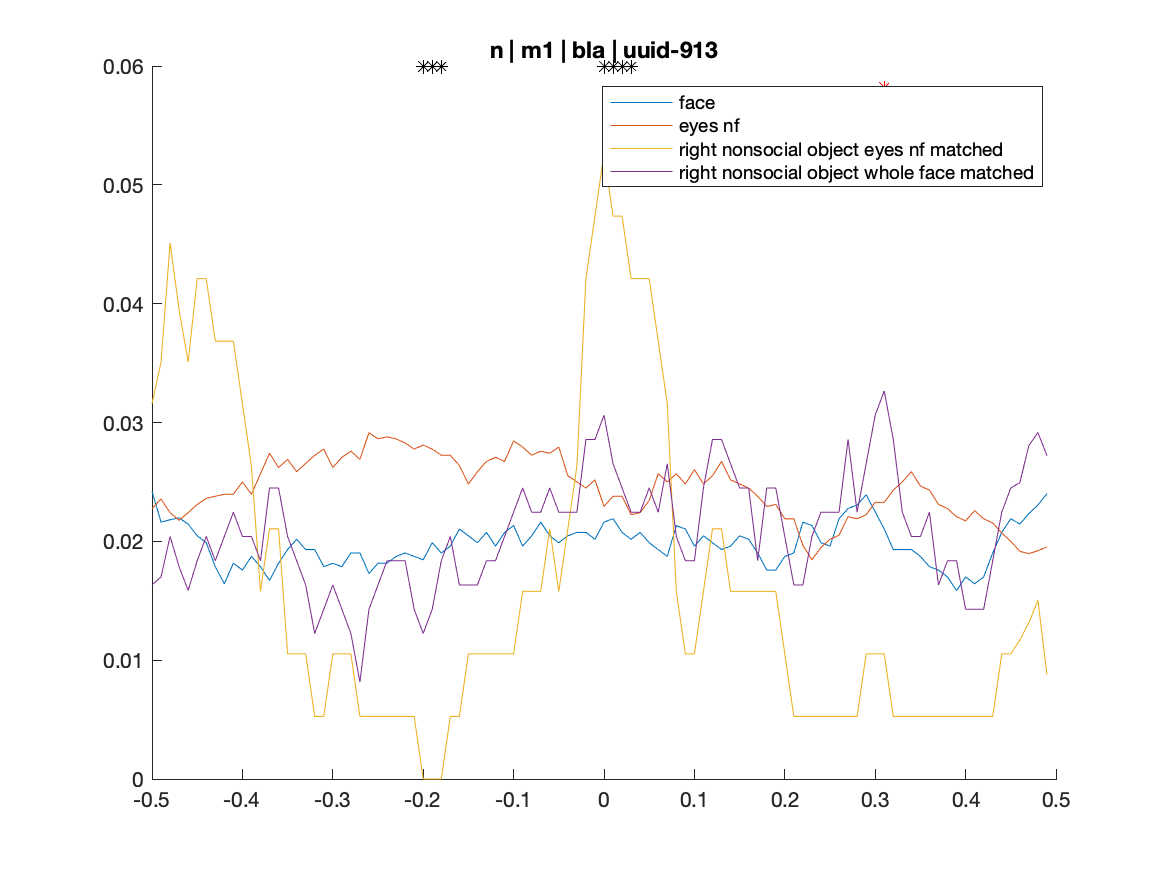 n | m1 | bla | uuid-913
0.06
0.05
0.04
0.03
0.02
0.01
0
face
eyes nf
right nonsocial object eyes nf matched
right nonsocial object whole face matched
-0.5 -0.4 -0.3 -0.2 -0.1 0 0.1 0.2 0.3 0.4 0.5